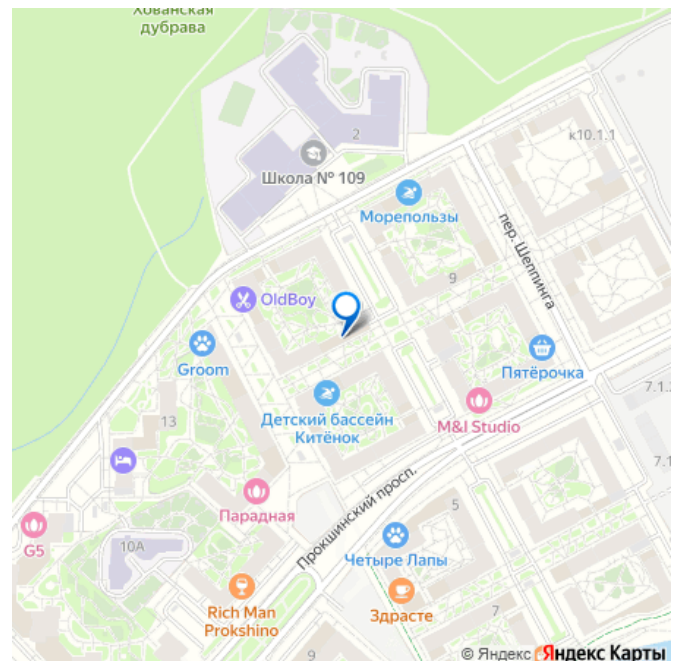 Хованская
дубрава
2
к10.1.1
Школа № 109
Морепользы
пер. Шеппинга
9
OldBoy
Groom
Пятёрочка
7.1.
Детский бассейн
Китёнок
M&I Studio
13
7.1
Парадная
Прокшинский просп.
5
G5
10А
Четыре Лапы
Rich Man
Prokshino
Здрасте
7
9
© Яндекс Яндекс Карты